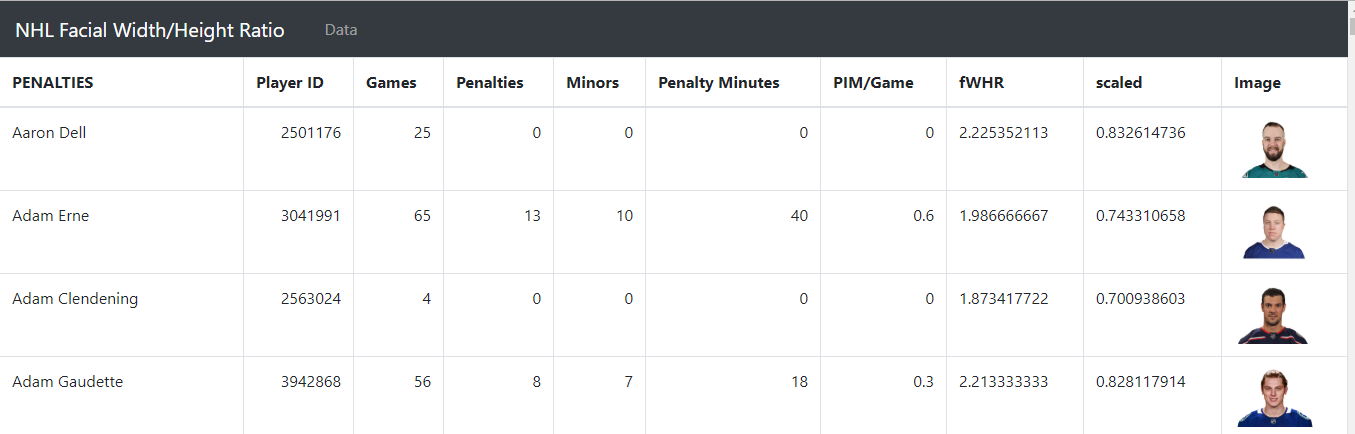 NHL Facial Width/Height Ratio Data
PENALTIES Player ID Games Penalties Minors Penalty Minutes PIM/Game fWHR scaled Image
Aaron Dell 2501176 25 0 0 0 0 2.225352113 0.832614736
Adam Erne 3041991 65 13 10 40 0.6 1.986666667 0.743310658
Adam Clendening 2563024 4 0 0 0 0 1.873417722 0.700938603
Adam Gaudette 3942868 56 8 7 18 0.3 2.213333333 0.828117914